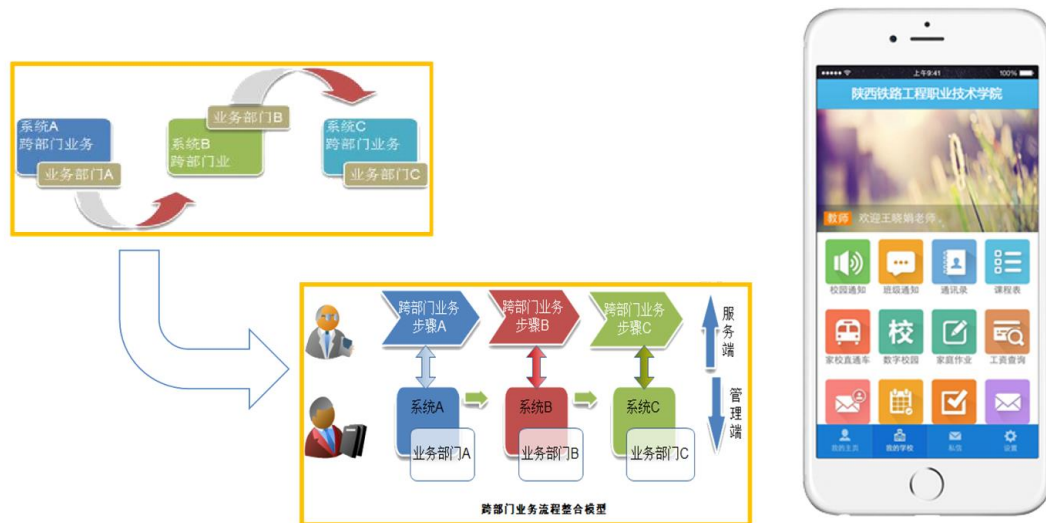 系统A
跨部门业务
业务部门A
业务部门B
系统B
跨部门业
系统C
跨部门业务
业务部门C
跨部门业务
步骤A
跨部门业务
步骤B
跨部门业务
步骤C
服务端
系统A
业务部门A
系统B
业务部门B
系统C
业务部门C
管理端
跨部门业务流程整合模型
上午9:41
100%
陕西铁路工程职业技术学院
教师 欢迎王晓娟老师
校园通知
班级通知
通讯录
课程表
校
家校直通车
数字校园
家庭作业
工资查询
我的主页
我的学校
私信
设置